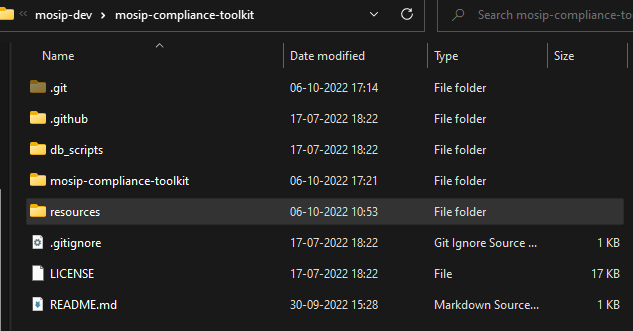 « mosip-dev > mosip-compliance-toolkit Search mosip-compliance-to
Name Date modified Type Size
.git 06-10-2022 17:14 File folder
.github 17-07-2022 18:22 File folder
db_scripts 17-07-2022 18:22 File folder
mosip-compliance-toolkit 06-10-2022 17:21 File folder
resources 06-10-2022 10:53 File folder
.gitignore 17-07-2022 18:22 Git Ignore Source ... 1 KB
LICENSE 17-07-2022 18:22 File 17 KB
README.md 30-09-2022 15:28 Markdown Source... 1 KB